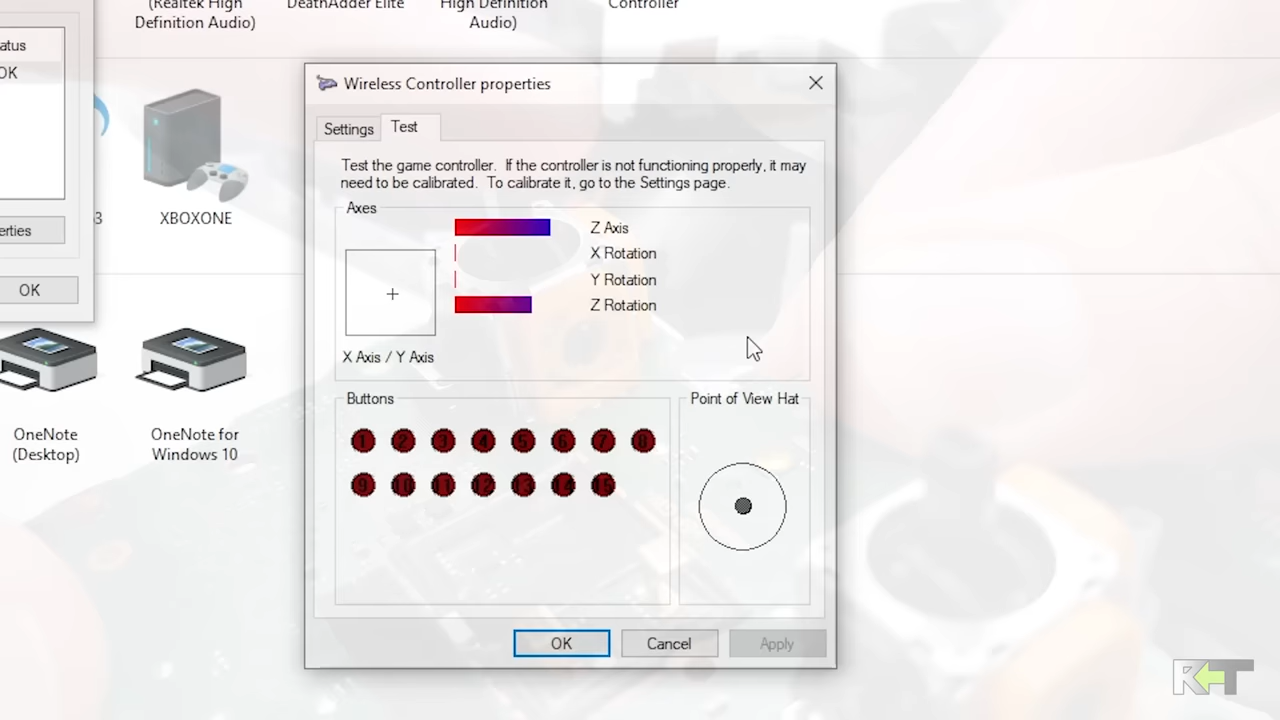 (Realtek High
Definition Audio)
DeathAdder Elite
High Definition
Audio)
Controller
atus
OK
3
erties
OK
XBOXONE
OneNote
(Desktop)
OneNote for
Windows 10
Wireless Controller properties
Settings
Test
Test the game controller. If the controller is not functioning properly, it may
need to be calibrated. To calibrate it, go to the Settings page.
Axes
Z Axis
X Rotation
Y Rotation
Z Rotation
X Axis / Y Axis
Buttons
1 2 3 4 5 6 7 8
9 10 11 12 13 14 15
Point of View Hat
OK
Cancel
Apply
RT